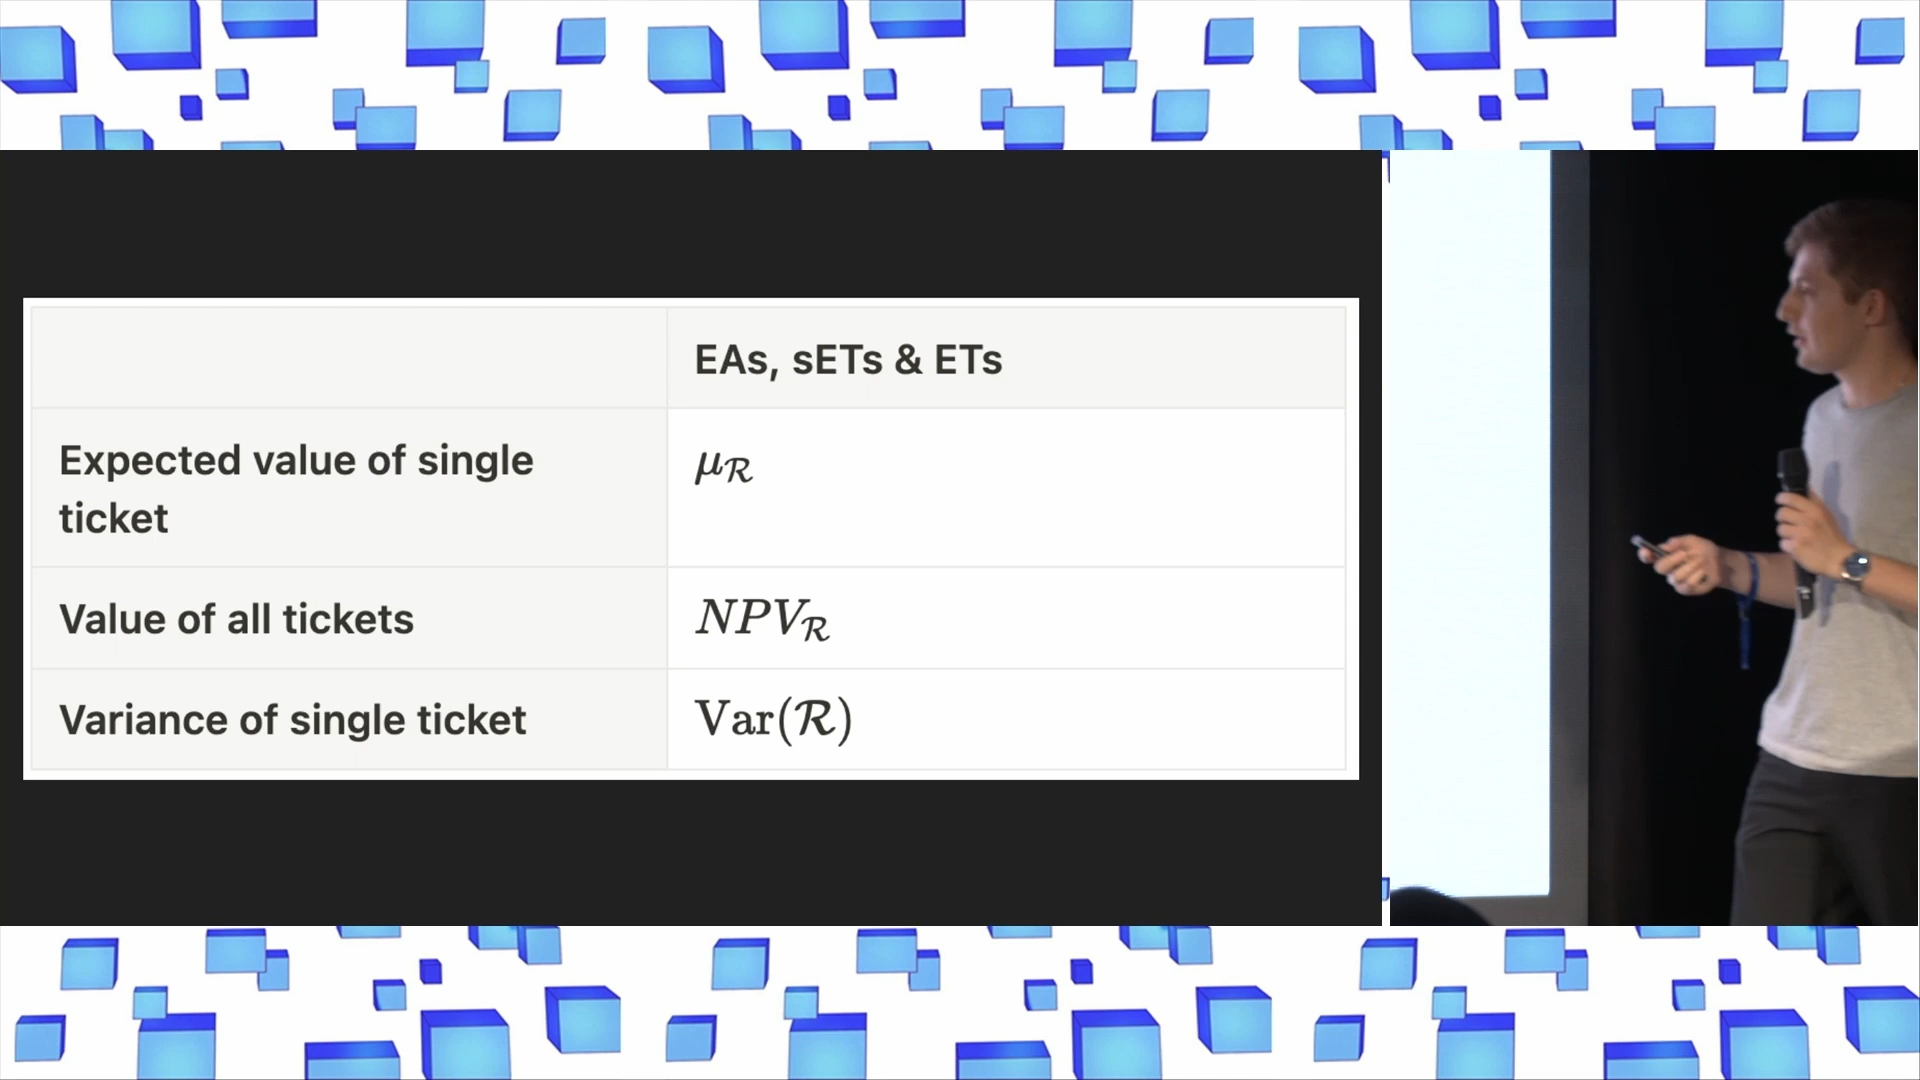 EAs, sETs & ETs
Expected value of single
ticket
μ_ℛ
Value of all tickets
NPV_ℛ
Variance of single ticket
Var(ℛ)